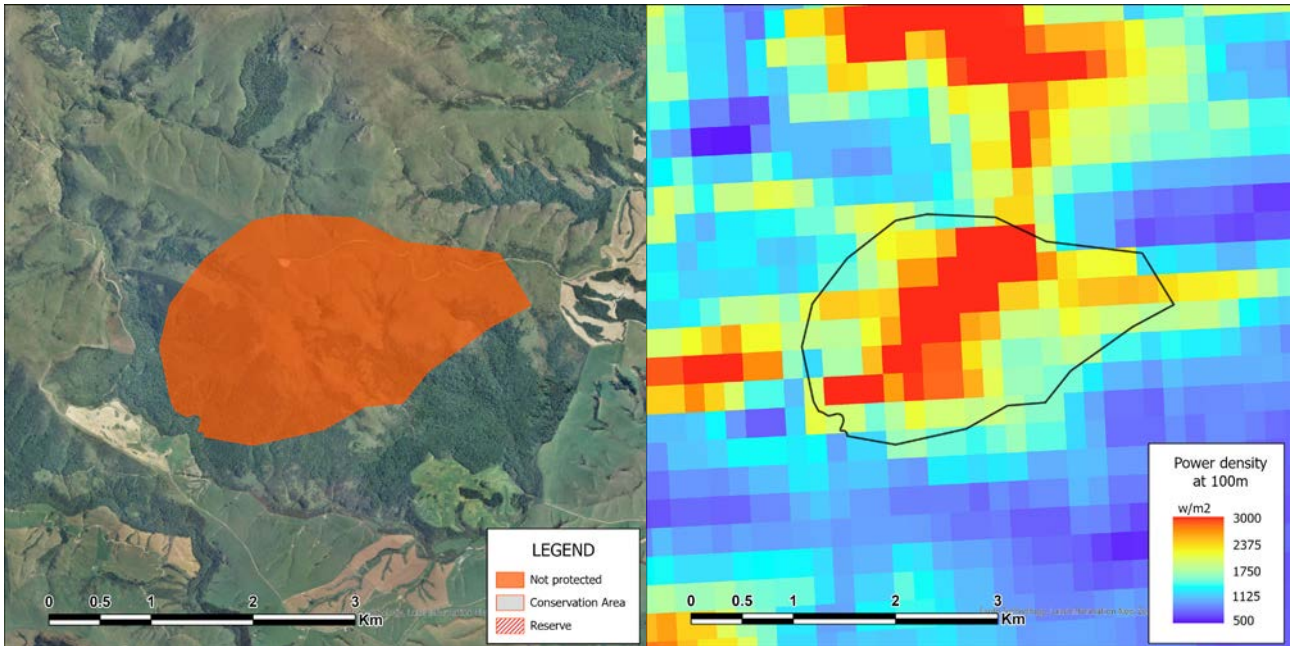 LEGEND
Not protected
Conservation Area
Reserve
0 0.5 1 2 3
Km
Power density
at 100m
w/m2
3000
2375
1750
1125
500
0 0.5 1 2 3
Km